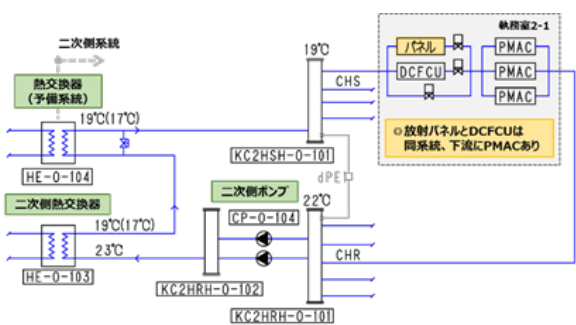 二次側系統
熱交換器
(予備系統)
19℃(17℃)
HE-0-104
二次側熱交換器
19℃(17℃)
23℃
HE-0-103
19℃
CHS
KC2HSH-0-101
dPE
二次側ポンプ
CP-0-104
22℃
CHR
KC2HRH-0-102
KC2HRH-0-101
執務室2-1
パネル
DCFCU
PMAC
PMAC
PMAC
◎放射パネルとDCFCUは
同系統、下流にPMACあり